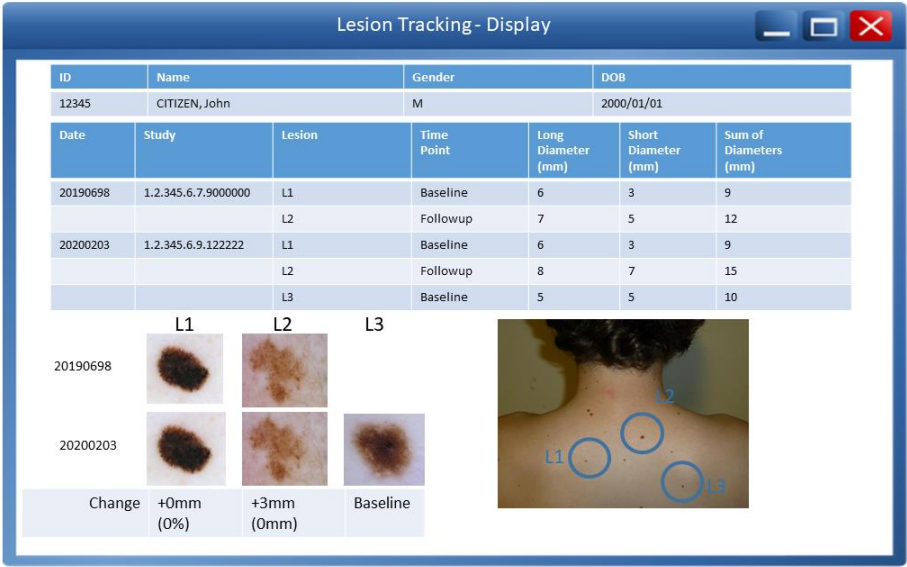 Lesion Tracking - Display
ID Name Gender DOB
12345 CITIZEN, John M 2000/01/01
Date Study Lesion Time Point Long Diameter (mm) Short Diameter (mm) Sum of Diameters (mm)
20190698 1.2.345.6.7.9000000 L1 Baseline 6 3 9
L2 Followup 7 5 12
20200203 1.2.345.6.9.122222 L1 Baseline 6 3 9
L2 Followup 8 7 15
L3 Baseline 5 5 10
L1 L2 L3
20190698
20200203
Change +0mm (0%) +3mm (0mm) Baseline
L2
L1
L3